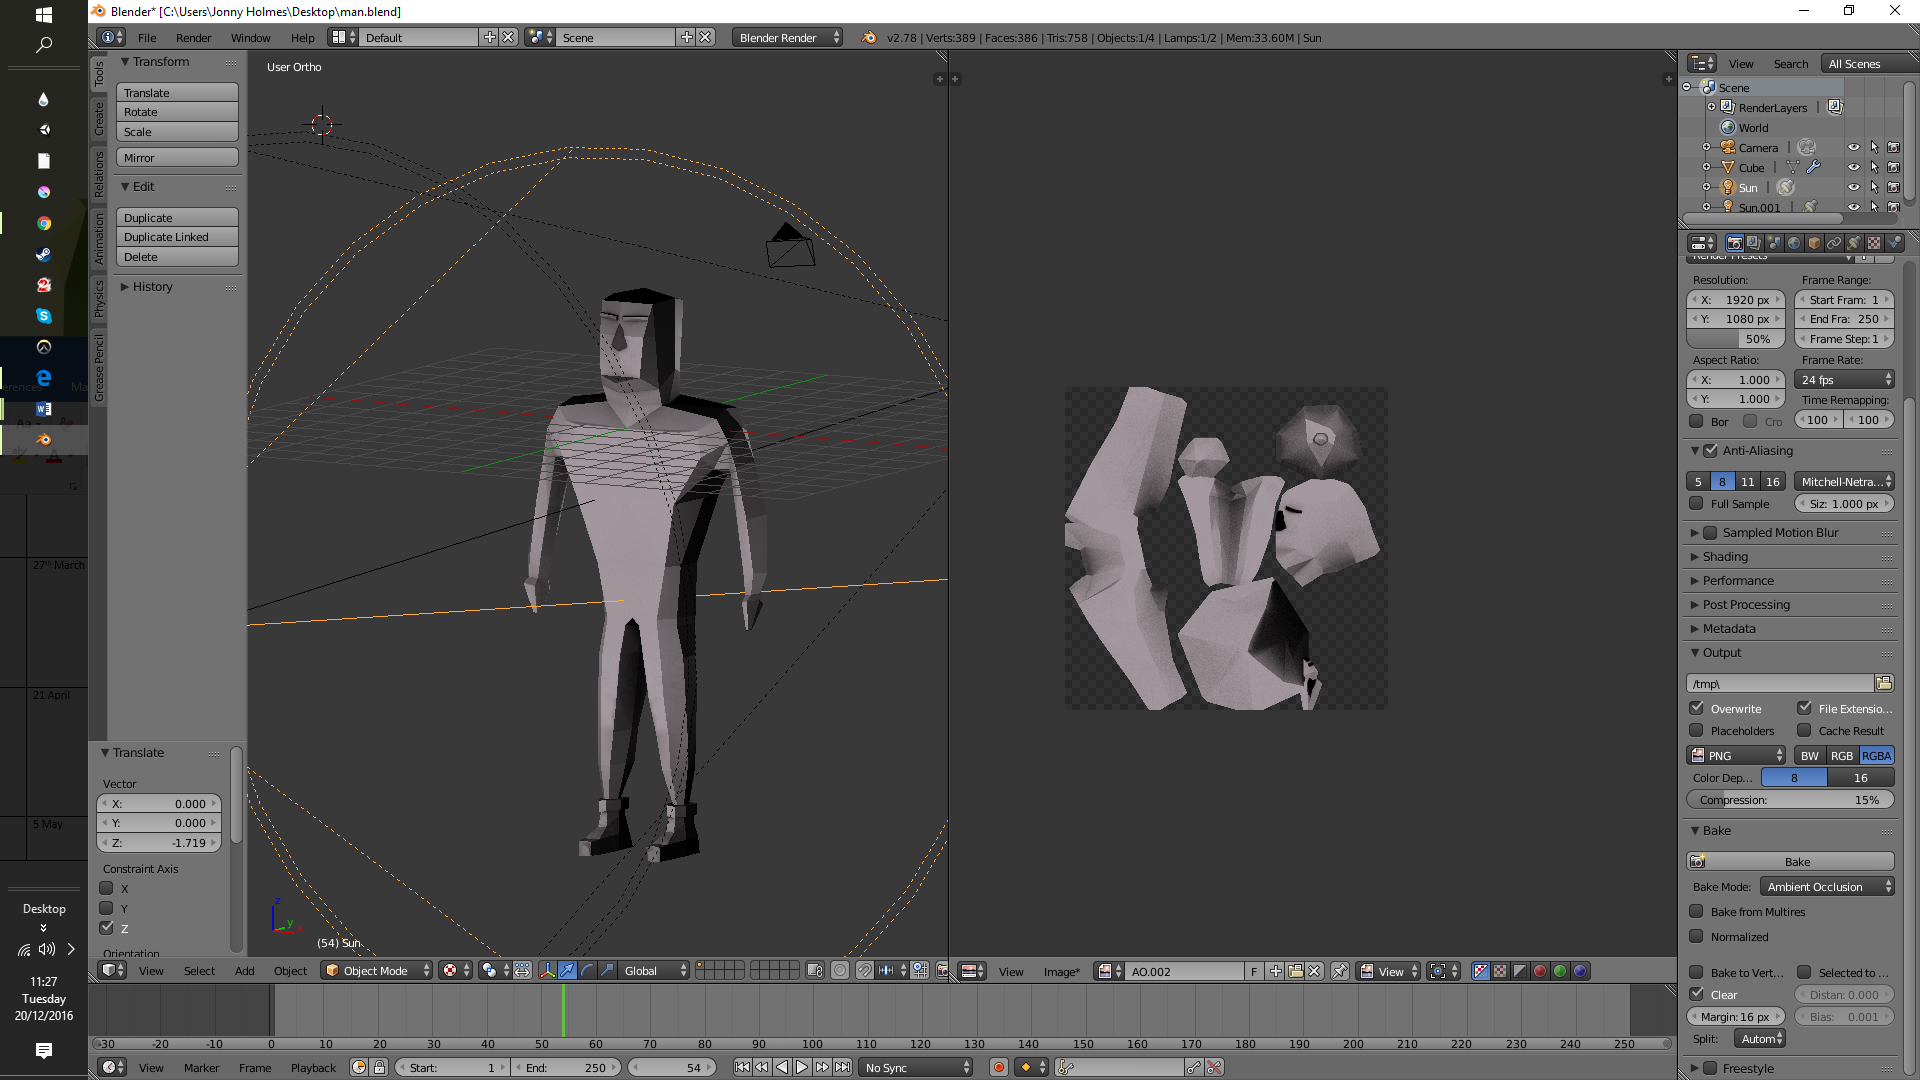 Blender* [C:\Users\Jonny Holmes\Desktop\man.blend]
File Render Window Help Default Scene Blender Render v2.78 | Verts:389 | Faces:386 | Tris:758 | Objects:1/4 | Lamps:1/2 | Mem:33.60M | Sun
Tools
Create
Relations
Animation
Physics
Grease Pencil
Transform
Translate
Rotate
Scale
Mirror
Edit
Duplicate
Duplicate Linked
Delete
History
Translate
Vector
X: 0.000
Y: 0.000
Z: -1.719
Constraint Axis
X
Y
Z
Orientation
User Ortho
z
y
x
(54) Sun
View Select Add Object Object Mode Global
View Image* AO.002 F View
View Search All Scenes
Scene
RenderLayers
World
Camera
Cube
Sun
Sun.001
Render Presets
Resolution: Frame Range:
X: 1920 px Start Fram: 1
Y: 1080 px End Fra: 250
50% Frame Step: 1
Aspect Ratio: Frame Rate:
X: 1.000 24 fps
Y: 1.000 Time Remapping:
Bor Cro 100 100
Anti-Aliasing
5 8 11 16 Mitchell-Netra...
Full Sample Siz: 1.000 px
Sampled Motion Blur
Shading
Performance
Post Processing
Metadata
Output
/tmp\
Overwrite File Extensio...
Placeholders Cache Result
PNG BW RGB RGBA
Color Dep... 8 16
Compression: 15%
Bake
Bake
Bake Mode: Ambient Occlusion
Bake from Multires
Normalized
Bake to Vert... Selected to ...
Clear Distan: 0.000
Margin: 16 px Bias: 0.001
Split: Autom
Freestyle
-30 -20 -10 0 10 20 30 40 50 60 70 80 90 100 110 120 130 140 150 160 170 180 190 200 210 220 230 240 250
View Marker Frame Playback Start: 1 End: 250 54 No Sync
27th March
21 April
5 May
Desktop
11:27
Tuesday
20/12/2016